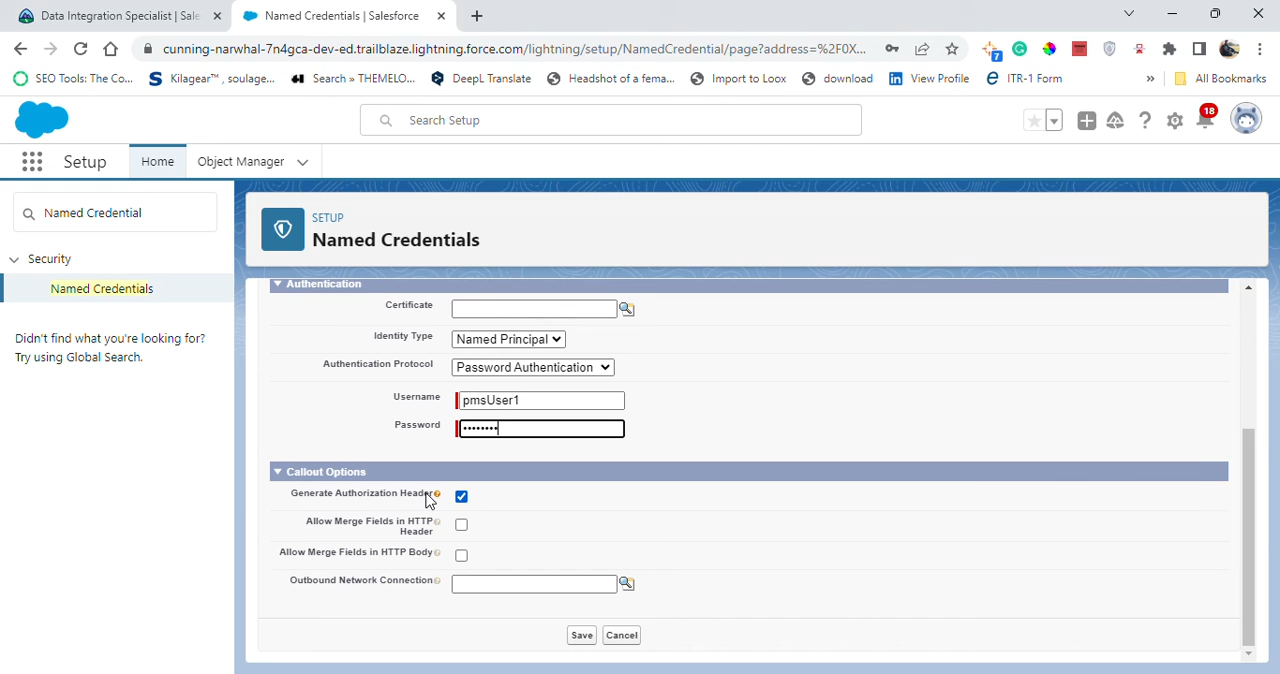 Data Integration Specialist | Sale
Named Credentials | Salesforce
cunning-narwhal-7n4gca-dev-ed.trailblaze.lightning.force.com/lightning/setup/NamedCredential/page?address=%2F0X...
7
SEO Tools: The Co...
Kilagear™ , soulage...
Search » THEMELO...
DeepL Translate
Headshot of a fema...
Import to Loox
download
View Profile
ITR-1 Form
»
All Bookmarks
Search Setup
18
Setup
Home
Object Manager
Named Credential
SETUP
Named Credentials
Security
Named Credentials
Didn't find what you're looking for?
Try using Global Search.
Authentication
Certificate
Identity Type
Named Principal
Authentication Protocol
Password Authentication
Username
pmsUser1
Password
••••••••
Callout Options
Generate Authorization Header
Allow Merge Fields in HTTP
Header
Allow Merge Fields in HTTP Body
Outbound Network Connection
Save
Cancel